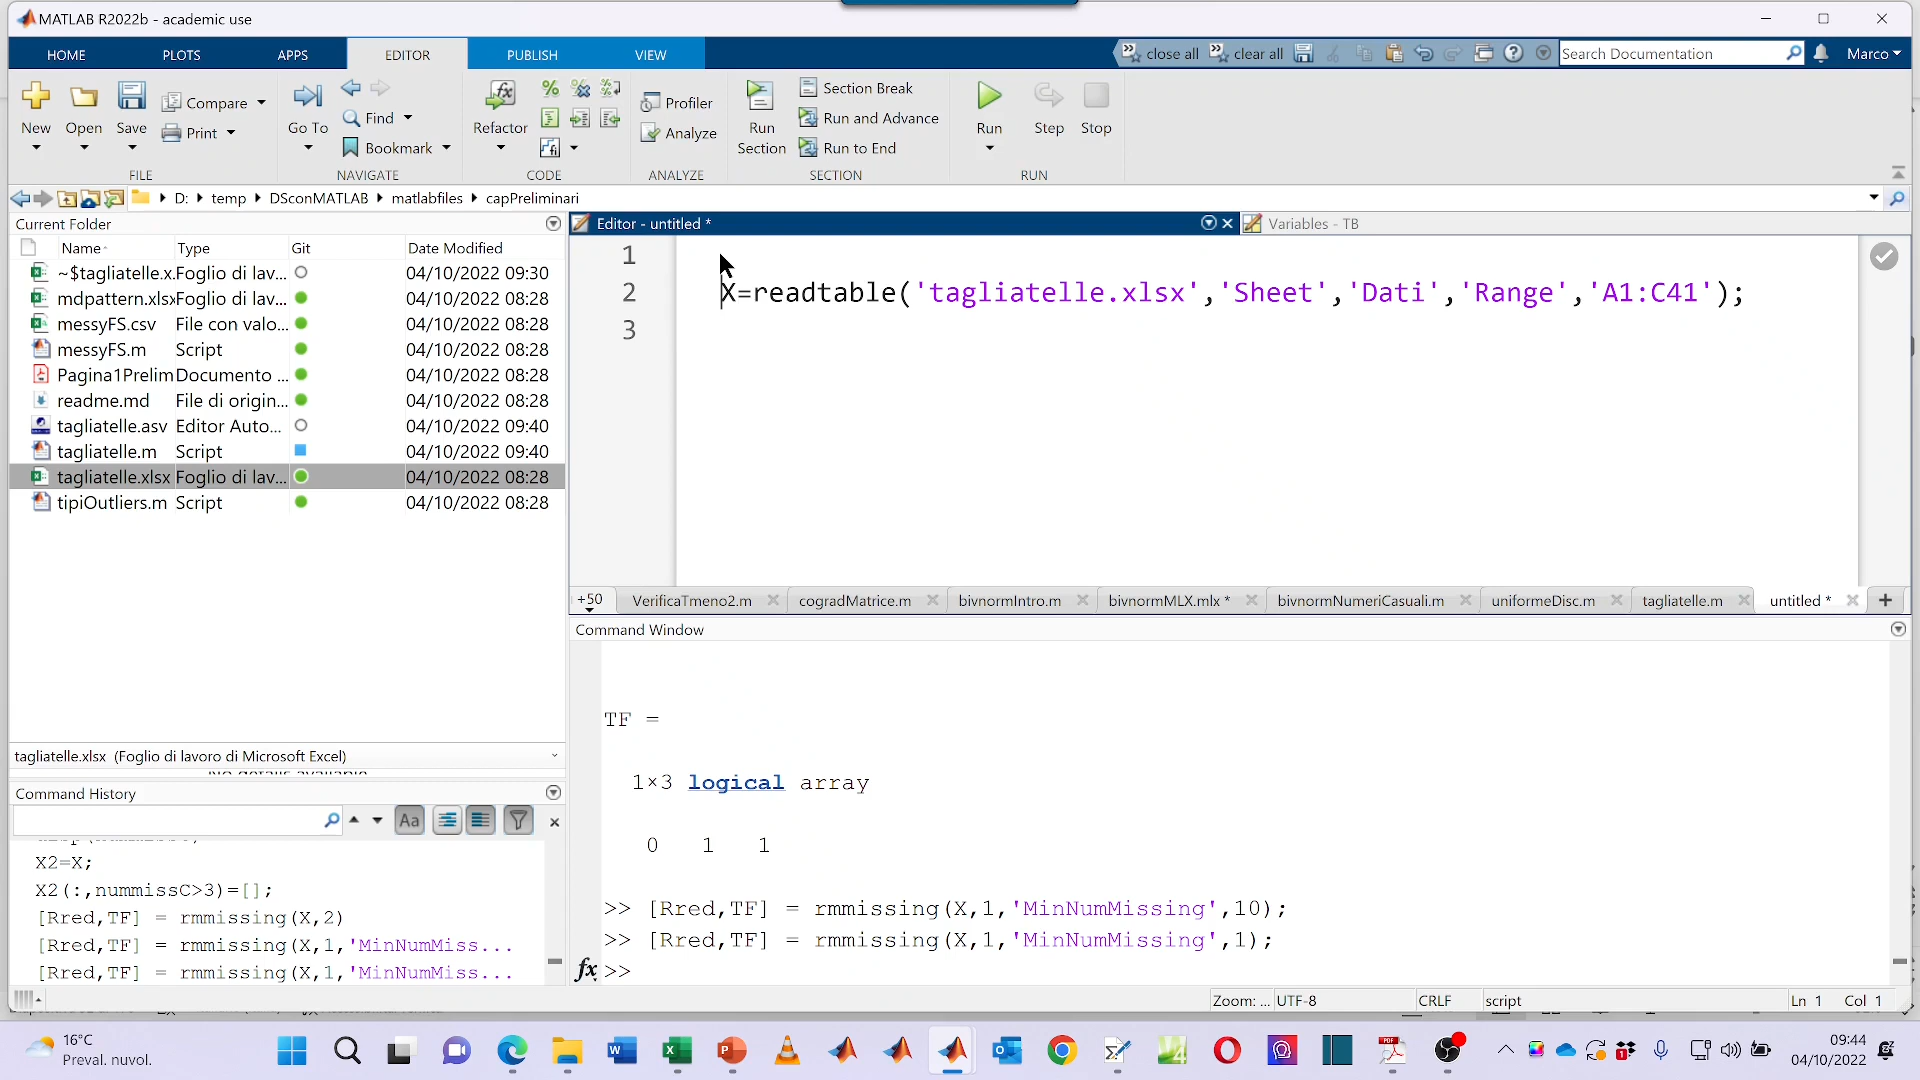 MATLAB R2022b - academic use
HOME PLOTS APPS EDITOR PUBLISH VIEW
close all clear all Search Documentation Marco
New Open Save Compare Print FILE
Go To Find Bookmark NAVIGATE
Refactor CODE
Profiler Analyze ANALYZE
Run Section Section Break Run and Advance Run to End SECTION
Run Step Stop RUN
D: temp DSconMATLAB matlabfiles capPreliminari
Current Folder
Name Type Git Date Modified
~$tagliatelle.x.Foglio di lav... 04/10/2022 09:30
mdpattern.xlsx Foglio di lav... 04/10/2022 08:28
messyFS.csv File con valo... 04/10/2022 08:28
messyFS.m Script 04/10/2022 08:28
Pagina1Prelim Documento ... 04/10/2022 08:28
readme.md File di origin... 04/10/2022 08:28
tagliatelle.asv Editor Auto... 04/10/2022 09:40
tagliatelle.m Script 04/10/2022 09:40
tagliatelle.xlsx Foglio di lav... 04/10/2022 08:28
tipiOutliers.m Script 04/10/2022 08:28
tagliatelle.xlsx (Foglio di lavoro di Microsoft Excel)
Command History
Aa
X2=X;
X2(:,nummissC>3)=[];
[Rred,TF] = rmmissing(X,2)
[Rred,TF] = rmmissing(X,1,'MinNumMiss...
[Rred,TF] = rmmissing(X,1,'MinNumMiss...
Editor - untitled * Variables - TB
1
2 X=readtable('tagliatelle.xlsx','Sheet','Dati','Range','A1:C41');
3
+50 VerificaTmeno2.m cogradMatrice.m bivnormIntro.m bivnormMLX.mlx * bivnormNumeriCasuali.m uniformeDisc.m tagliatelle.m untitled *
Command Window
TF =
1×3 logical array
0 1 1
>> [Rred,TF] = rmmissing(X,1,'MinNumMissing',10);
>> [Rred,TF] = rmmissing(X,1,'MinNumMissing',1);
fx >>
Zoom: ... UTF-8 CRLF script Ln 1 Col 1
16°C
Preval. nuvol.
09:44
04/10/2022